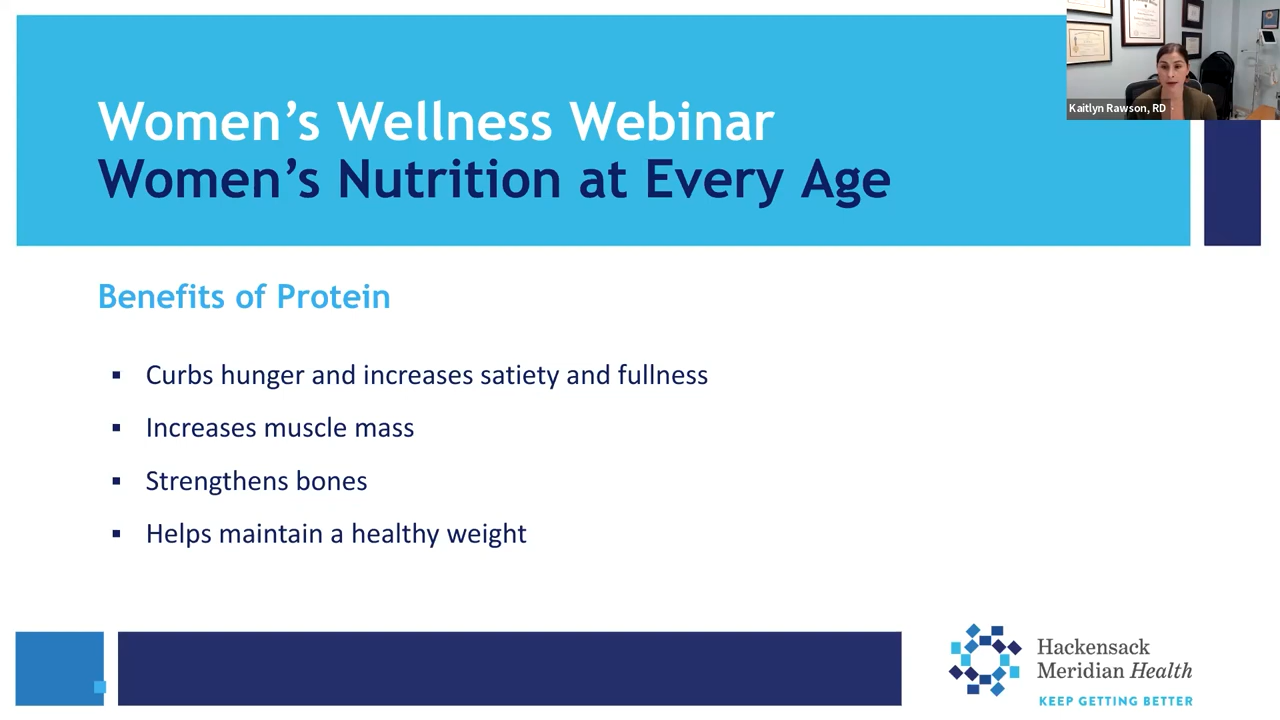 Women's Wellness Webinar
Women's Nutrition at Every Age
Kaitlyn Rawson, RD
Benefits of Protein
▪ Curbs hunger and increases satiety and fullness
▪ Increases muscle mass
▪ Strengthens bones
▪ Helps maintain a healthy weight
Hackensack
Meridian Health
KEEP GETTING BETTER